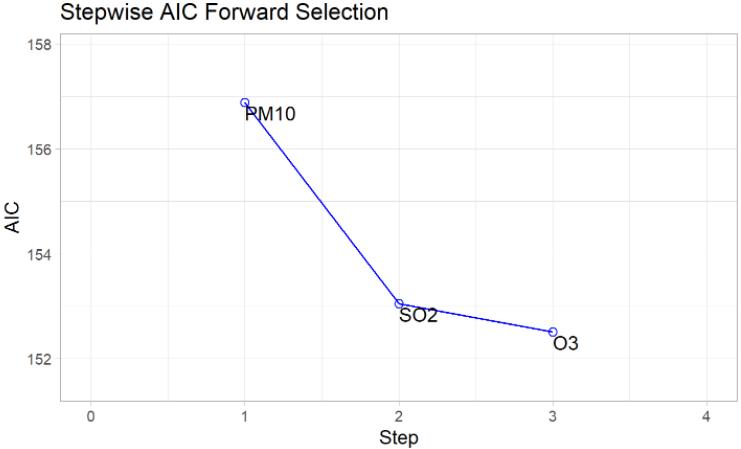 Stepwise AIC Forward Selection
158
156
154
152
AIC
PM10
SO2
O3
0 1 2 3 4
Step